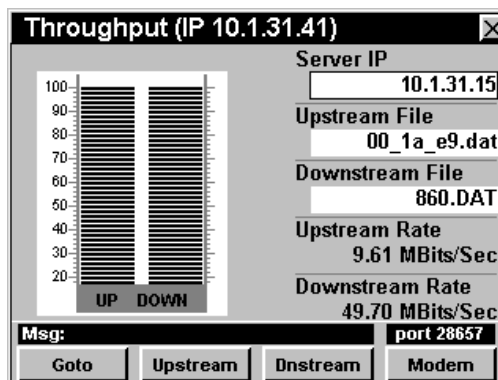 Throughput (IP 10.1.31.41)
Server IP
10.1.31.15
Upstream File
00_1a_e9.dat
Downstream File
860.DAT
Upstream Rate
9.61 MBits/Sec
Downstream Rate
49.70 MBits/Sec
100
90
80
70
60
50
40
30
20
UP DOWN
Msg:
port 28657
Goto Upstream Dnstream Modem